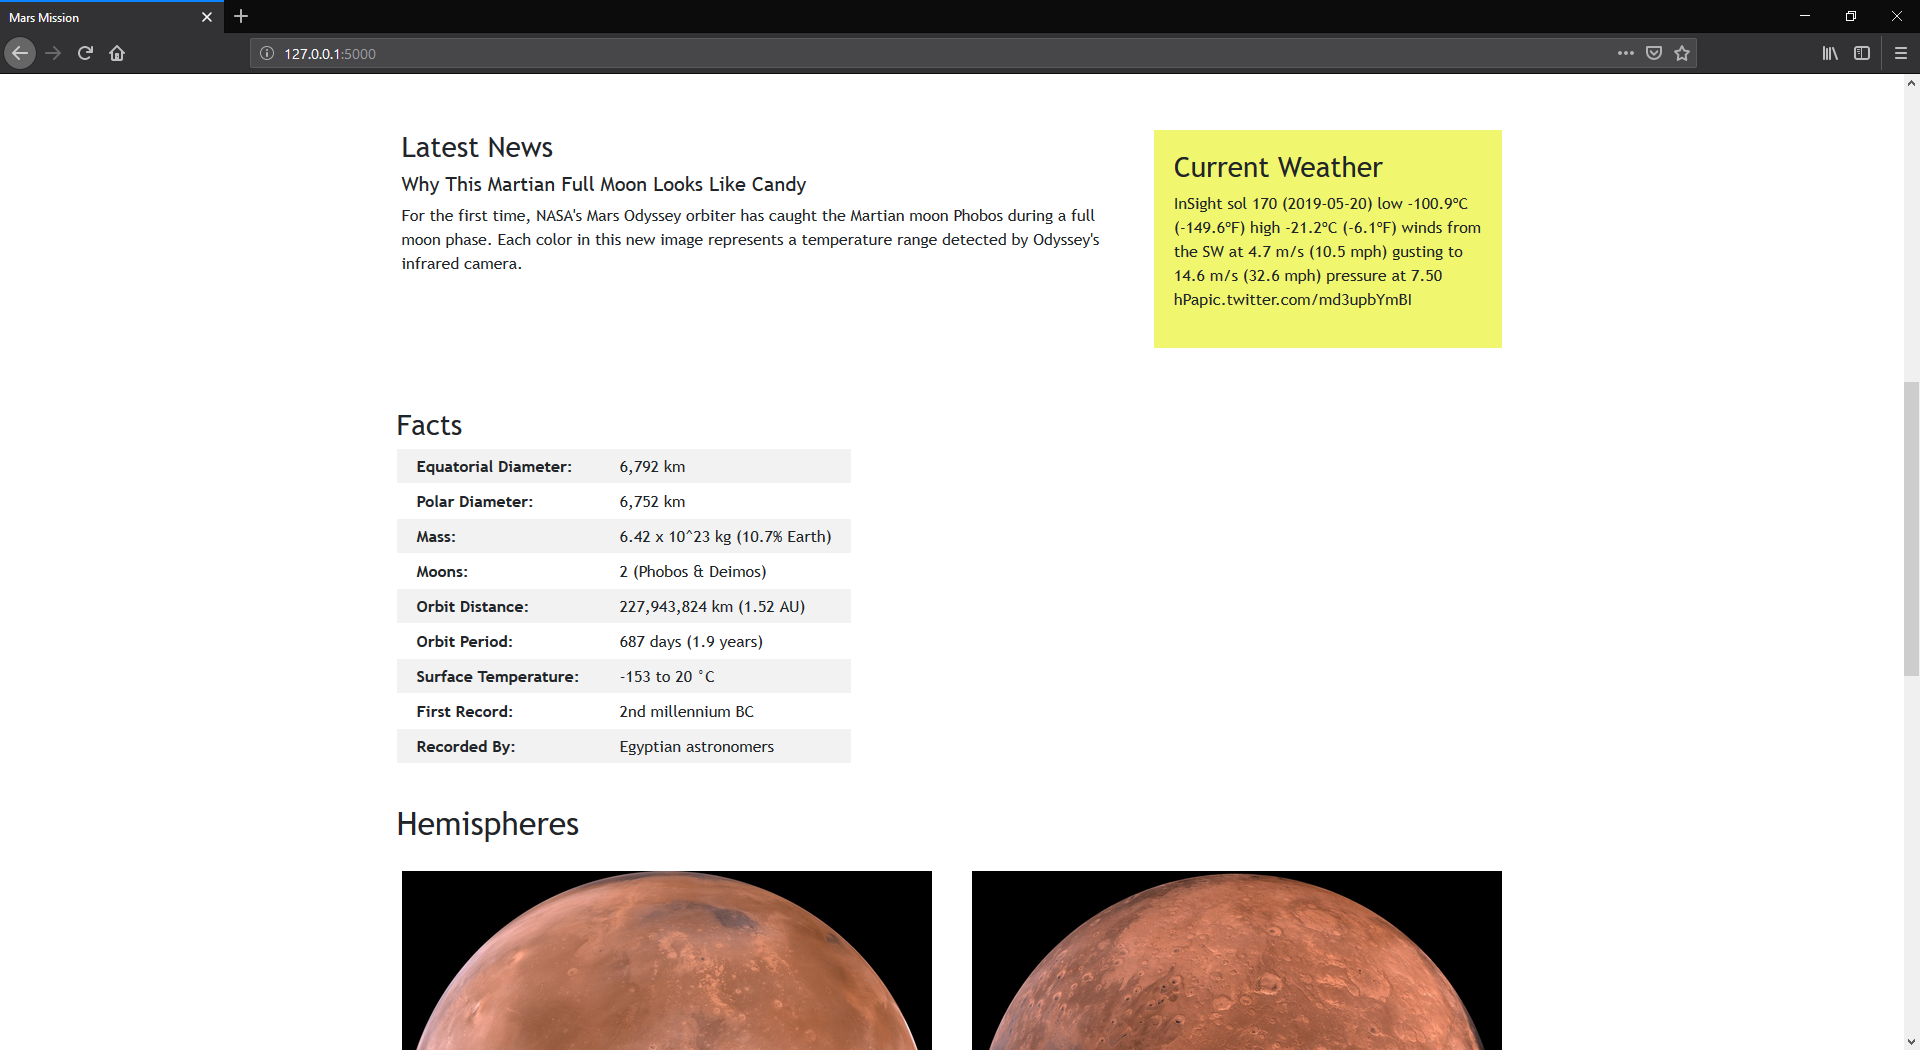 Mars Mission
127.0.0.1:5000
Latest News
Why This Martian Full Moon Looks Like Candy
For the first time, NASA's Mars Odyssey orbiter has caught the Martian moon Phobos during a full
moon phase. Each color in this new image represents a temperature range detected by Odyssey's
infrared camera.
Current Weather
InSight sol 170 (2019-05-20) low -100.9ºC
(-149.6ºF) high -21.2ºC (-6.1ºF) winds from
the SW at 4.7 m/s (10.5 mph) gusting to
14.6 m/s (32.6 mph) pressure at 7.50
hPapic.twitter.com/md3upbYmBI
Facts
Equatorial Diameter: 6,792 km
Polar Diameter: 6,752 km
Mass: 6.42 x 10^23 kg (10.7% Earth)
Moons: 2 (Phobos & Deimos)
Orbit Distance: 227,943,824 km (1.52 AU)
Orbit Period: 687 days (1.9 years)
Surface Temperature: -153 to 20 °C
First Record: 2nd millennium BC
Recorded By: Egyptian astronomers
Hemispheres